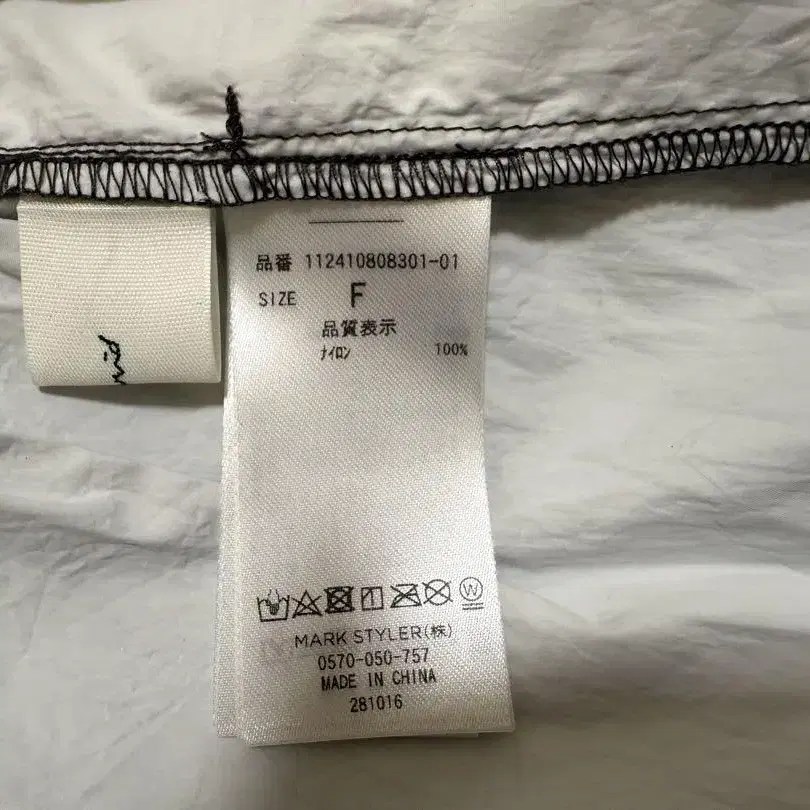 品番 112410808301-01
SIZE F
品質表示
ﾅｲﾛﾝ 100%
W
MARK STYLER(株)
0570-050-757
MADE IN CHINA
281016